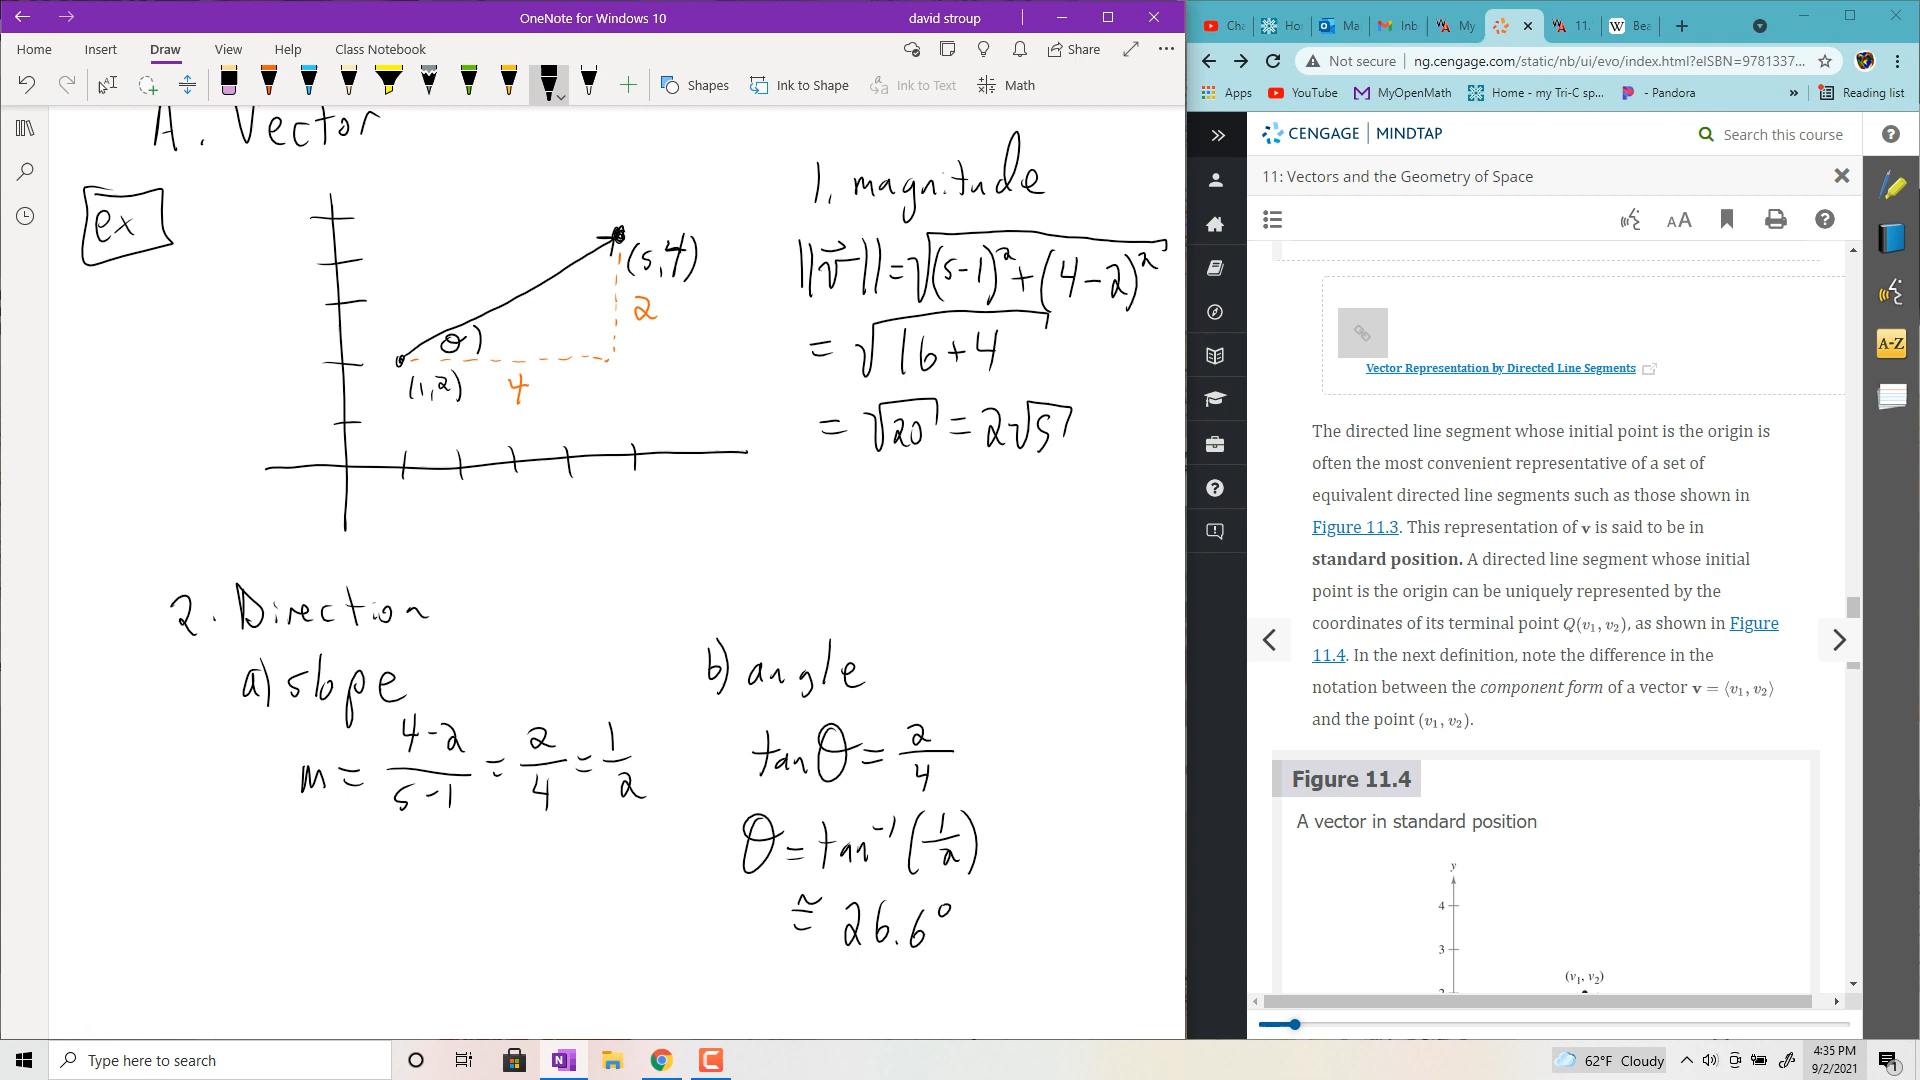 OneNote for Windows 10
david stroup
Home Insert Draw View Help Class Notebook Share
Shapes Ink to Shape Ink to Text Math
A. Vector
ex
(5,4)
2
θ
(1,2)
4
1. magnitude
||v⃗|| = √(5-1)² + (4-2)²
= √16+4
= √20 = 2√5
2. Direction
a) slope
m = 4-2/5-1 = 2/4 = 1/2
b) angle
tanθ = 2/4
θ = tan⁻¹(1/2)
≅ 26.6°
Type here to search
Ho Ma Inb My 11. Bea
Not secure ng.cengage.com/static/nb/ui/evo/index.html?eISBN=9781337...
Apps YouTube MyOpenMath Home - my Tri-C sp... - Pandora » Reading list
CENGAGE | MINDTAP Search this course
11: Vectors and the Geometry of Space
AA
A-Z
Vector Representation by Directed Line Segments
The directed line segment whose initial point is the origin is
often the most convenient representative of a set of
equivalent directed line segments such as those shown in
Figure 11.3. This representation of v is said to be in
standard position. A directed line segment whose initial
point is the origin can be uniquely represented by the
coordinates of its terminal point Q(v₁, v₂), as shown in Figure
11.4. In the next definition, note the difference in the
notation between the component form of a vector v = ⟨v₁, v₂⟩
and the point (v₁, v₂).
Figure 11.4
A vector in standard position
y
4
3
(v₁, v₂)
62°F Cloudy
4:35 PM
9/2/2021
1